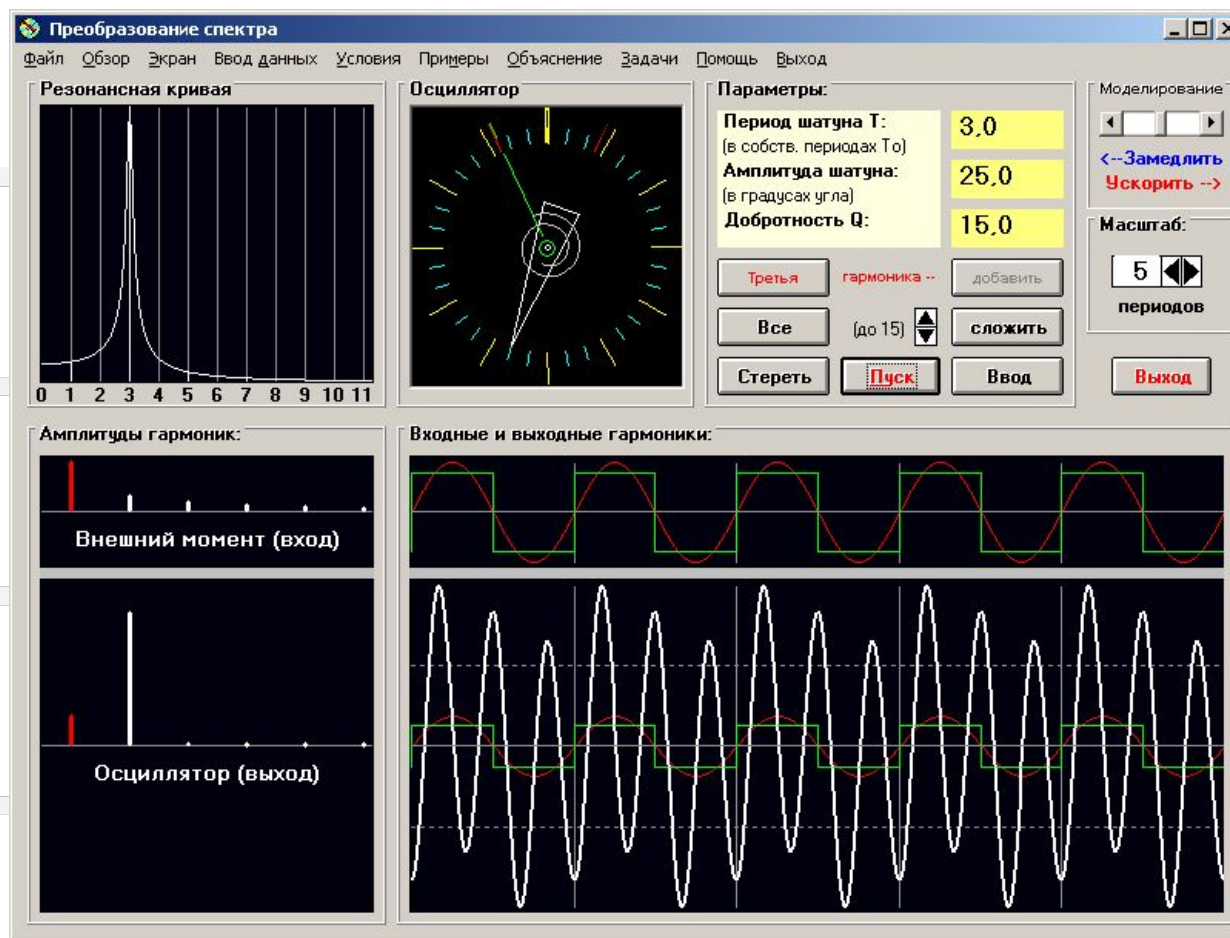 Преобразование спектра
Файл Обзор Экран Ввод данных Условия Примеры Объяснение Задачи Помощь Выход
Резонансная кривая
0 1 2 3 4 5 6 7 8 9 10 11
Осциллятор
Параметры:
Период шатуна T: 3,0
(в собств. периодах To)
Амплитуда шатуна: 25,0
(в градусах угла)
Добротность Q: 15,0
Третья гармоника -- добавить
Все (до 15) сложить
Стереть Пуск Ввод
Моделирование
<--Замедлить
Ускорить -->
Масштаб:
5
периодов
Выход
Амплитуды гармоник:
Внешний момент (вход)
Осциллятор (выход)
Входные и выходные гармоники: